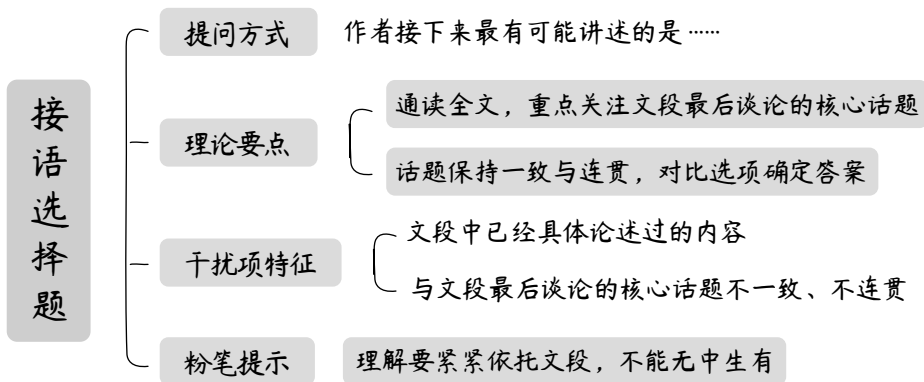 接语选择题
提问方式
作者接下来最有可能讲述的是……
理论要点
通读全文，重点关注文段最后谈论的核心话题
话题保持一致与连贯，对比选项确定答案
干扰项特征
文段中已经具体论述过的内容
与文段最后谈论的核心话题不一致、不连贯
粉笔提示
理解要紧紧依托文段，不能无中生有